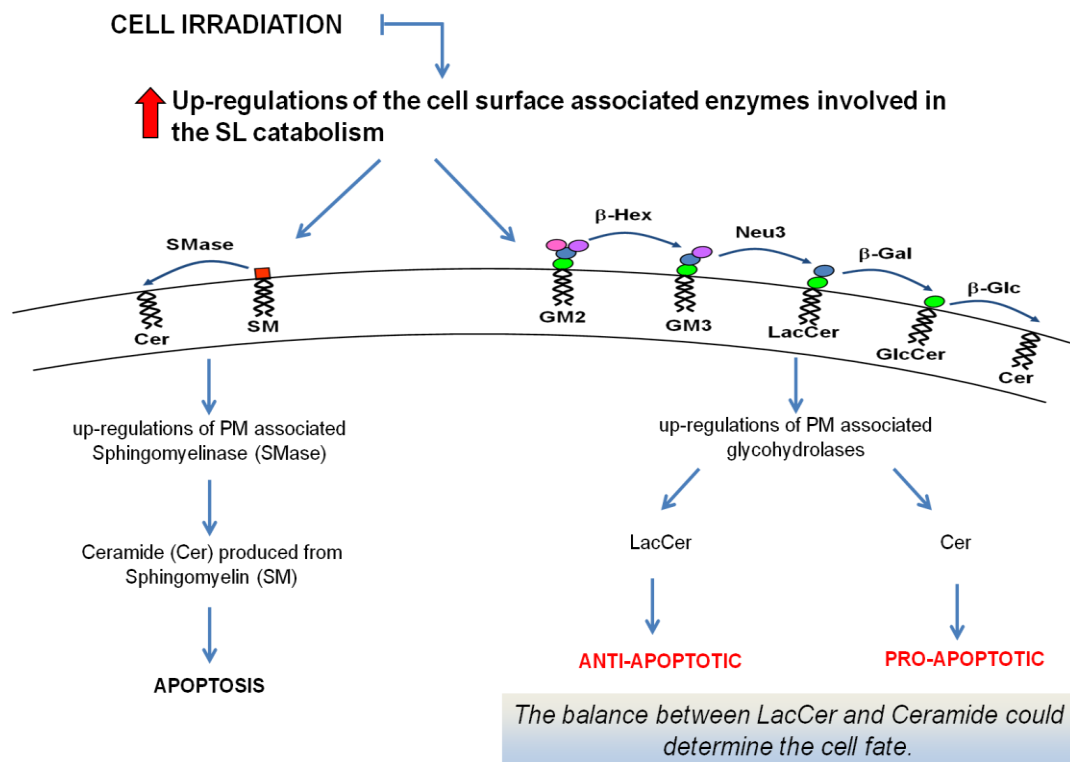 CELL IRRADIATION
Up-regulations of the cell surface associated enzymes involved in
the SL catabolism
SMase
Cer
SM
β-Hex
Neu3
β-Gal
β-Glc
GM2
GM3
LacCer
GlcCer
Cer
up-regulations of PM associated
Sphingomyelinase (SMase)
Ceramide (Cer) produced from
Sphingomyelin (SM)
APOPTOSIS
up-regulations of PM associated
glycohydrolases
LacCer
Cer
ANTI-APOPTOTIC
PRO-APOPTOTIC
The balance between LacCer and Ceramide could
determine the cell fate.